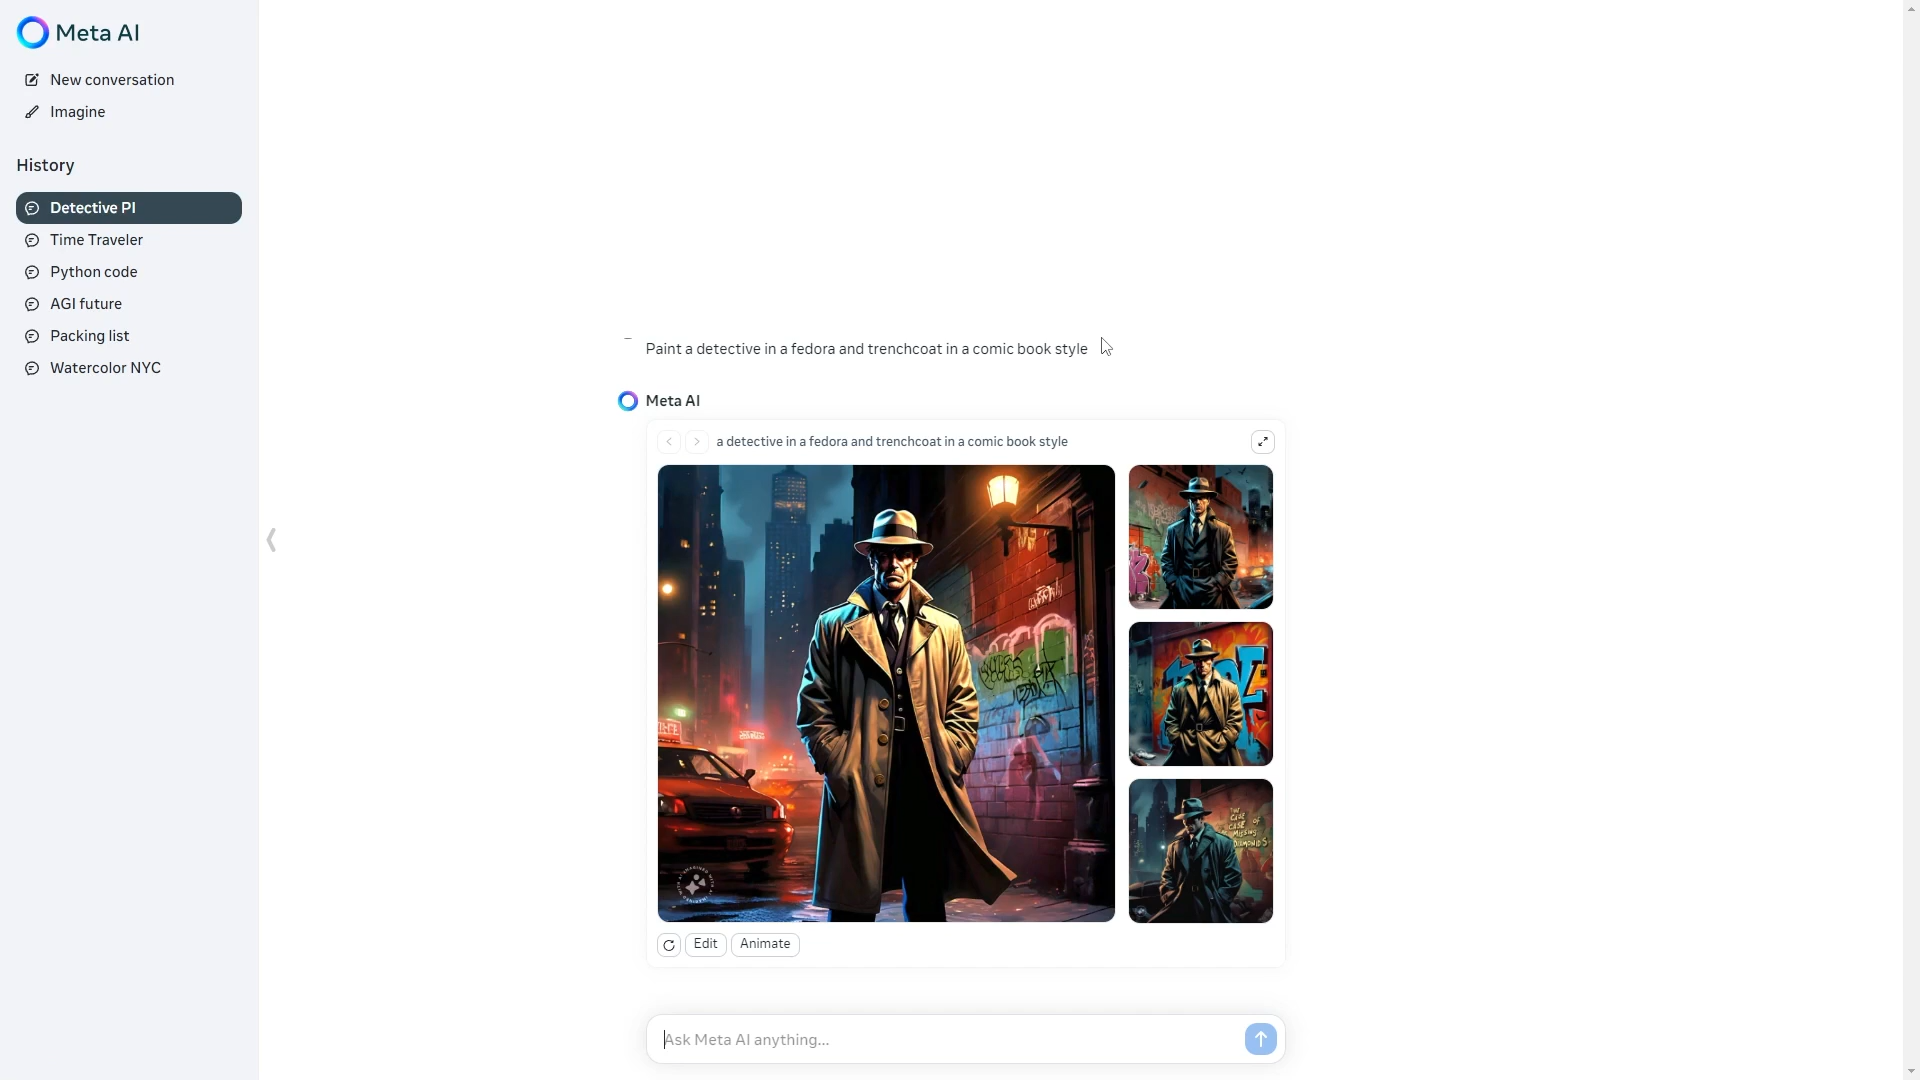 Meta AI
New conversation
Imagine
History
Detective PI
Time Traveler
Python code
AGI future
Packing list
Watercolor NYC
Paint a detective in a fedora and trenchcoat in a comic book style
Meta AI
a detective in a fedora and trenchcoat in a comic book style
Edit
Animate
Ask Meta AI anything...